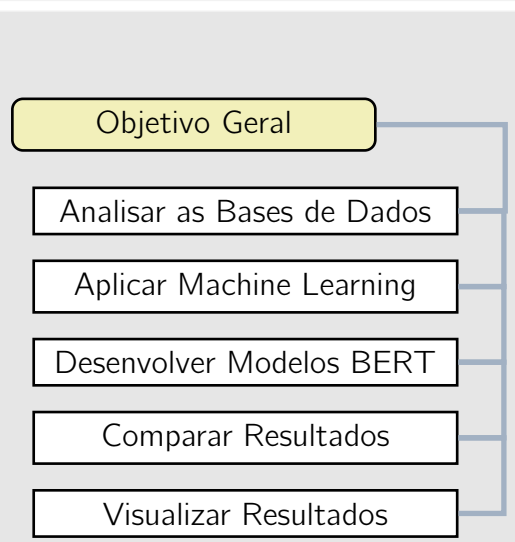 Objetivo Geral
Analisar as Bases de Dados
Aplicar Machine Learning
Desenvolver Modelos BERT
Comparar Resultados
Visualizar Resultados